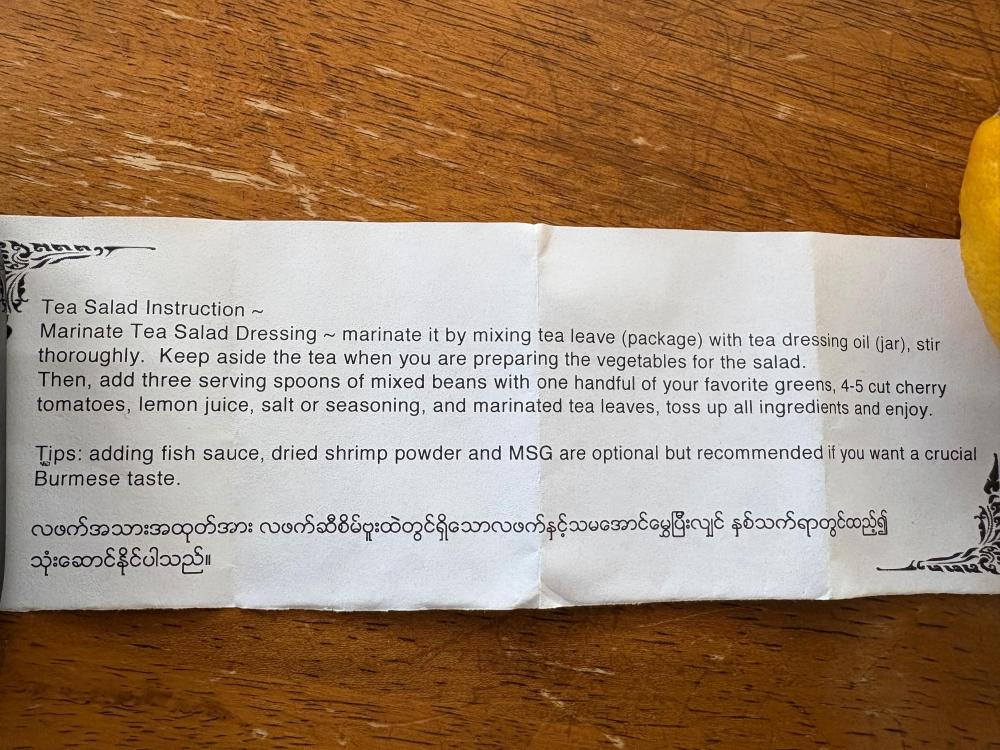 Tea Salad Instruction ~
Marinate Tea Salad Dressing ~ marinate it by mixing tea leave (package) with tea dressing oil (jar), stir
thoroughly. Keep aside the tea when you are preparing the vegetables for the salad.
Then, add three serving spoons of mixed beans with one handful of your favorite greens, 4-5 cut cherry
tomatoes, lemon juice, salt or seasoning, and marinated tea leaves, toss up all ingredients and enjoy.
Tips: adding fish sauce, dried shrimp powder and MSG are optional but recommended if you want a crucial
Burmese taste.
လဖက်အသားအထုတ်အား လဖက်ဆီစိမ်ဗူးထဲတွင်ရှိသောလဖက်နှင့်သမအောင်မွှေပြီးလျင် နှစ်သက်ရာတွင်ထည့်၍
သုံးဆောင်နိုင်ပါသည်။